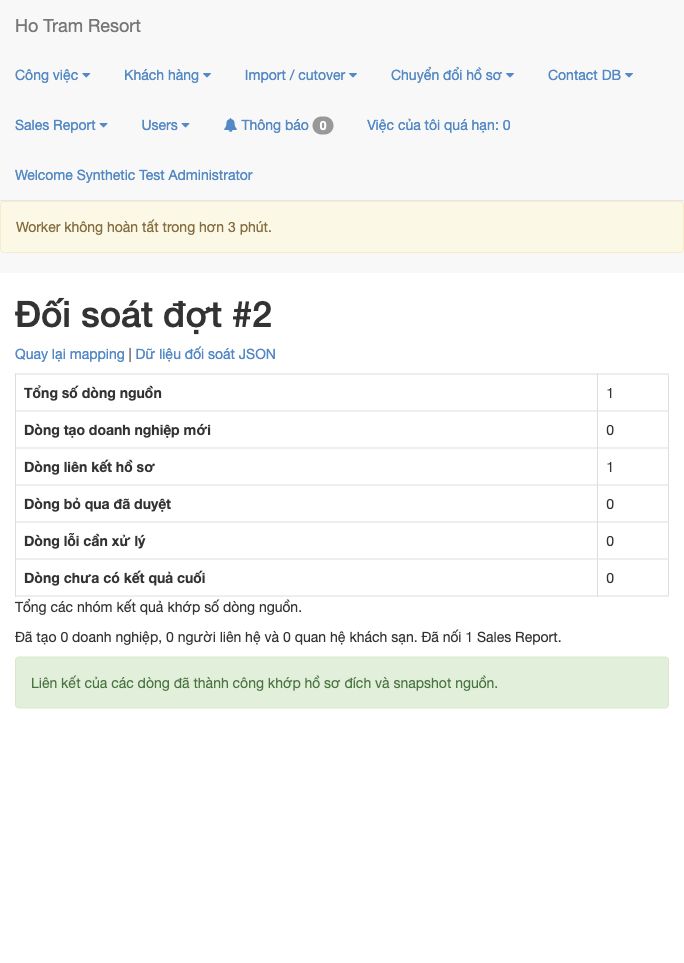 Ho Tram Resort
Công việc Khách hàng Import / cutover Chuyển đổi hồ sơ Contact DB
Sales Report Users Thông báo 0 Việc của tôi quá hạn: 0
Welcome Synthetic Test Administrator
Worker không hoàn tất trong hơn 3 phút.
Đối soát đợt #2
Quay lại mapping | Dữ liệu đối soát JSON
Tổng số dòng nguồn 1
Dòng tạo doanh nghiệp mới 0
Dòng liên kết hồ sơ 1
Dòng bỏ qua đã duyệt 0
Dòng lỗi cần xử lý 0
Dòng chưa có kết quả cuối 0
Tổng các nhóm kết quả khớp số dòng nguồn.
Đã tạo 0 doanh nghiệp, 0 người liên hệ và 0 quan hệ khách sạn. Đã nối 1 Sales Report.
Liên kết của các dòng đã thành công khớp hồ sơ đích và snapshot nguồn.